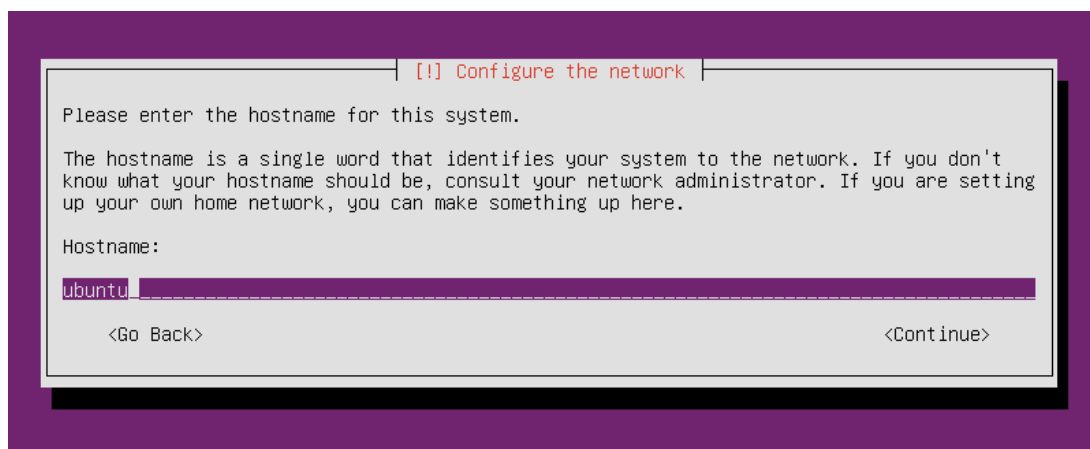 [!] Configure the network
Please enter the hostname for this system.
The hostname is a single word that identifies your system to the network. If you don't
know what your hostname should be, consult your network administrator. If you are setting
up your own home network, you can make something up here.
Hostname:
ubuntu
<Go Back> <Continue>